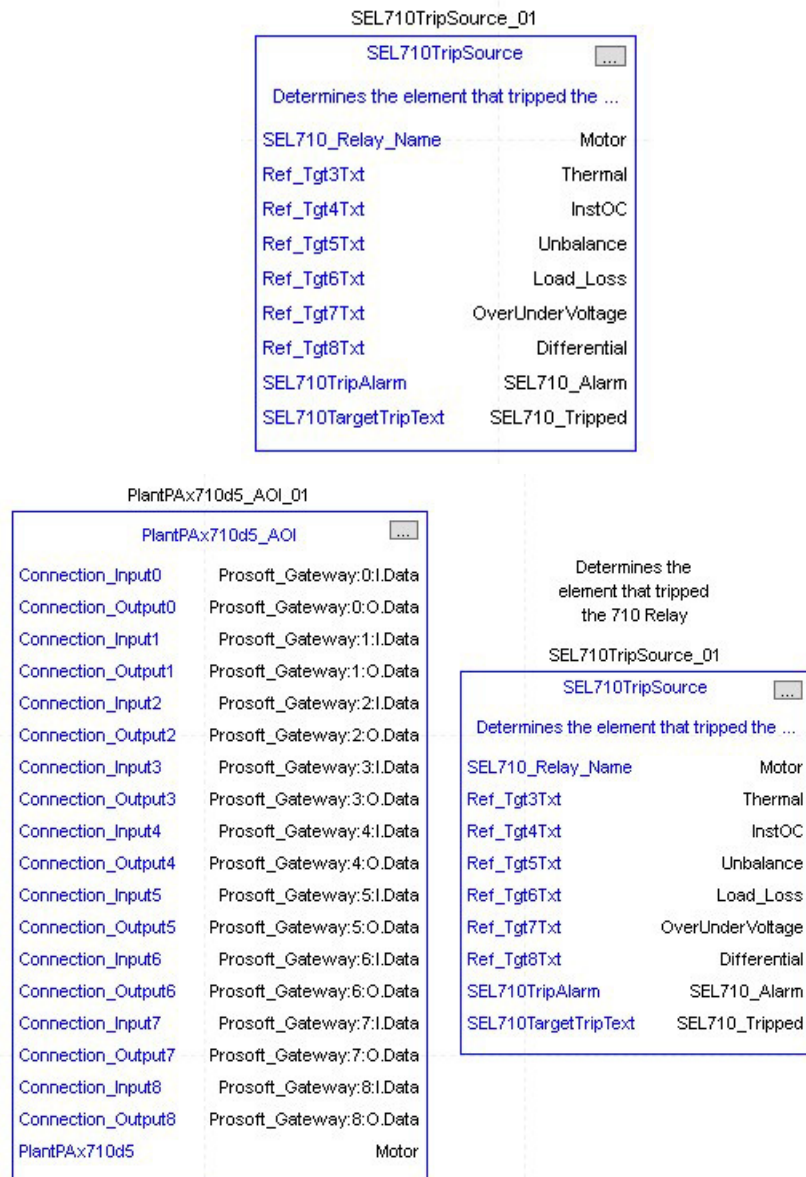 SEL710TripSource_01
SEL710TripSource ...
Determines the element that tripped the ...
SEL710_Relay_Name Motor
Ref_Tgt3Txt Thermal
Ref_Tgt4Txt InstOC
Ref_Tgt5Txt Unbalance
Ref_Tgt6Txt Load_Loss
Ref_Tgt7Txt OverUnderVoltage
Ref_Tgt8Txt Differential
SEL710TripAlarm SEL710_Alarm
SEL710TargetTripText SEL710_Tripped
PlantPAx710d5_AOI_01
PlantPAx710d5_AOI ...
Connection_Input0 Prosoft_Gateway:0:I.Data
Connection_Output0 Prosoft_Gateway:0:O.Data
Connection_Input1 Prosoft_Gateway:1:I.Data
Connection_Output1 Prosoft_Gateway:1:O.Data
Connection_Input2 Prosoft_Gateway:2:I.Data
Connection_Output2 Prosoft_Gateway:2:O.Data
Connection_Input3 Prosoft_Gateway:3:I.Data
Connection_Output3 Prosoft_Gateway:3:O.Data
Connection_Input4 Prosoft_Gateway:4:I.Data
Connection_Output4 Prosoft_Gateway:4:O.Data
Connection_Input5 Prosoft_Gateway:5:I.Data
Connection_Output5 Prosoft_Gateway:5:O.Data
Connection_Input6 Prosoft_Gateway:6:I.Data
Connection_Output6 Prosoft_Gateway:6:O.Data
Connection_Input7 Prosoft_Gateway:7:I.Data
Connection_Output7 Prosoft_Gateway:7:O.Data
Connection_Input8 Prosoft_Gateway:8:I.Data
Connection_Output8 Prosoft_Gateway:8:O.Data
PlantPAx710d5 Motor
Determines the
element that tripped
the 710 Relay
SEL710TripSource_01
SEL710TripSource ...
Determines the element that tripped the ...
SEL710_Relay_Name Motor
Ref_Tgt3Txt Thermal
Ref_Tgt4Txt InstOC
Ref_Tgt5Txt Unbalance
Ref_Tgt6Txt Load_Loss
Ref_Tgt7Txt OverUnderVoltage
Ref_Tgt8Txt Differential
SEL710TripAlarm SEL710_Alarm
SEL710TargetTripText SEL710_Tripped